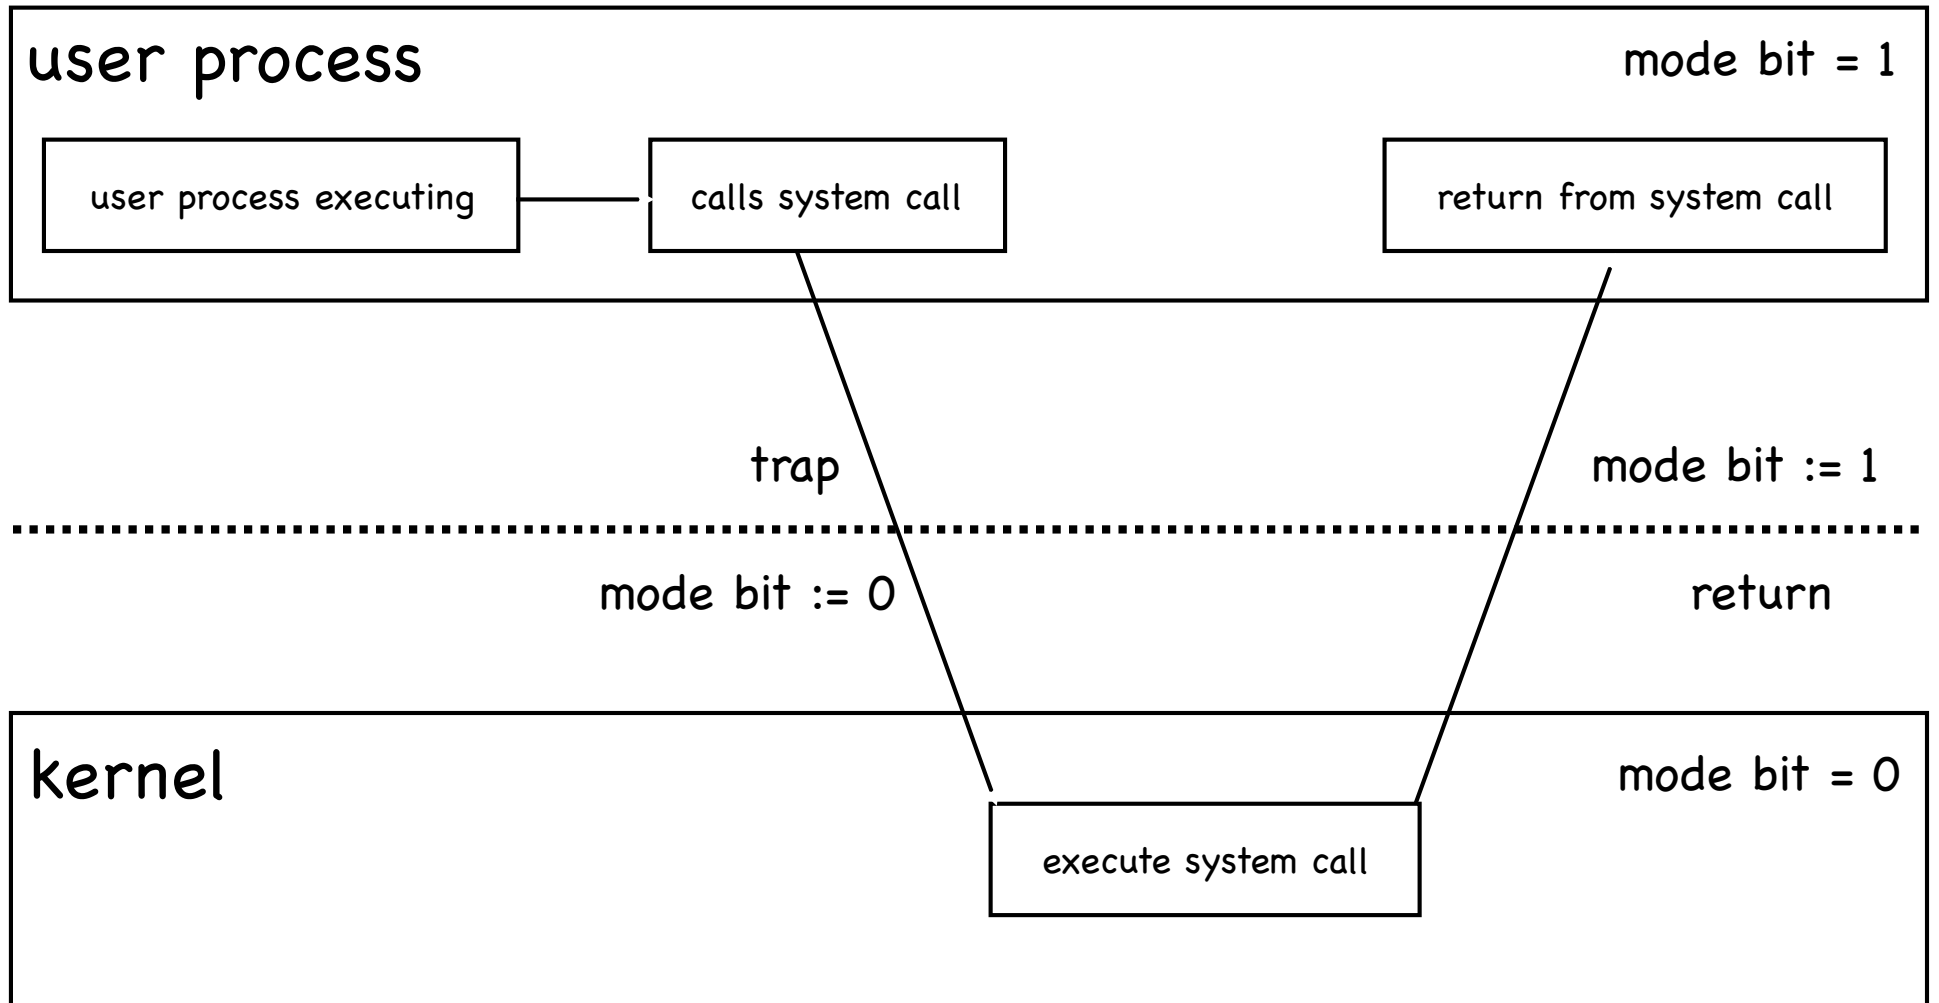 user process
mode bit = 1
user process executing
calls system call
return from system call
trap
mode bit := 1
mode bit := 0
return
kernel
mode bit = 0
execute system call